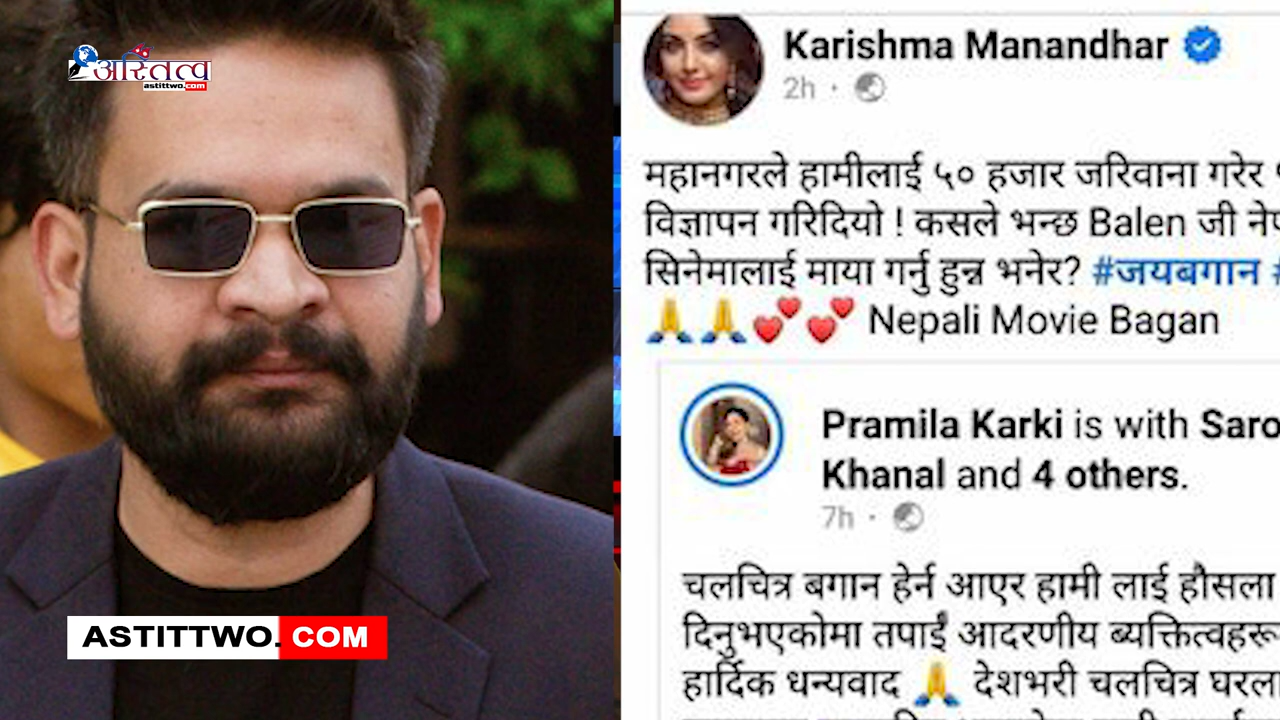 अस्तित्व
astittwo.com
ASTITTWO.COM
Karishma Manandhar
2h ·
महानगरले हामीलाई ५० हजार जरिवाना गरेर
विज्ञापन गरिदियो ! कसले भन्छ Balen जी
सिनेमालाई माया गर्नु हुन्न भनेर? #जयबगान #
🙏🙏💕💕 Nepali Movie Bagan
Pramila Karki is with Saro
Khanal and 4 others.
7h ·
चलचित्र बगान हेर्न आएर हामी लाई हौसला
दिनुभएकोमा तपाईं आदरणीय ब्यक्तित्वहरू
हार्दिक धन्यवाद 🙏 देशभरी चलचित्र